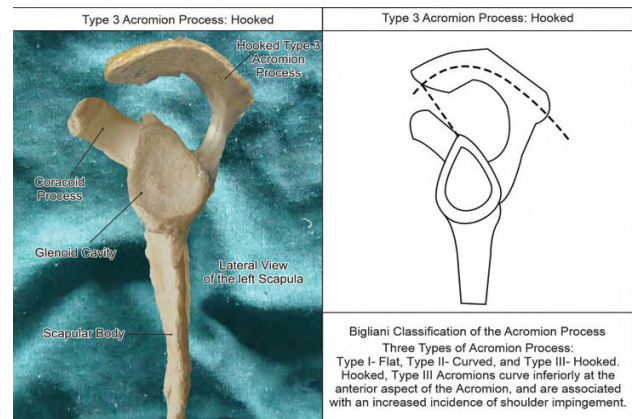 Type 3 Acromion Process: Hooked
Hooked Type 3
Acromion
Process
Coracoid
Process
Glenoid Cavity
Lateral View
of the left Scapula
Scapular Body
Type 3 Acromion Process: Hooked
Bigliani Classification of the Acromion Process
Three Types of Acromion Process:
Type I- Flat, Type II- Curved, and Type III- Hooked.
Hooked, Type III Acromions curve inferiorly at the
anterior aspect of the Acromion, and are associated
with an increased incidence of shoulder impingement.